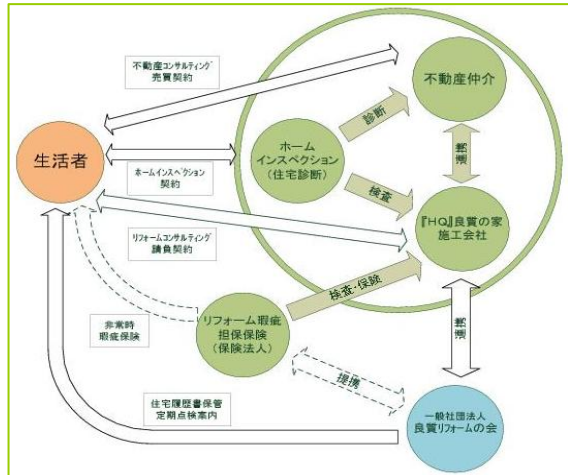 不動産コンサルティング
売買契約
不動産仲介
診断
生活者
ホーム
インスペクション
(住宅診断)
連携
ホームインスペクション
契約
検査
『HQ』良質の家
施工会社
リフォームコンサルティング
請負契約
検査・保険
非常時
瑕疵保険
リフォーム瑕疵
担保保険
(保険法人)
連携
提携
住宅履歴書保管
定期点検案内
一般社団法人
良質リフォームの会